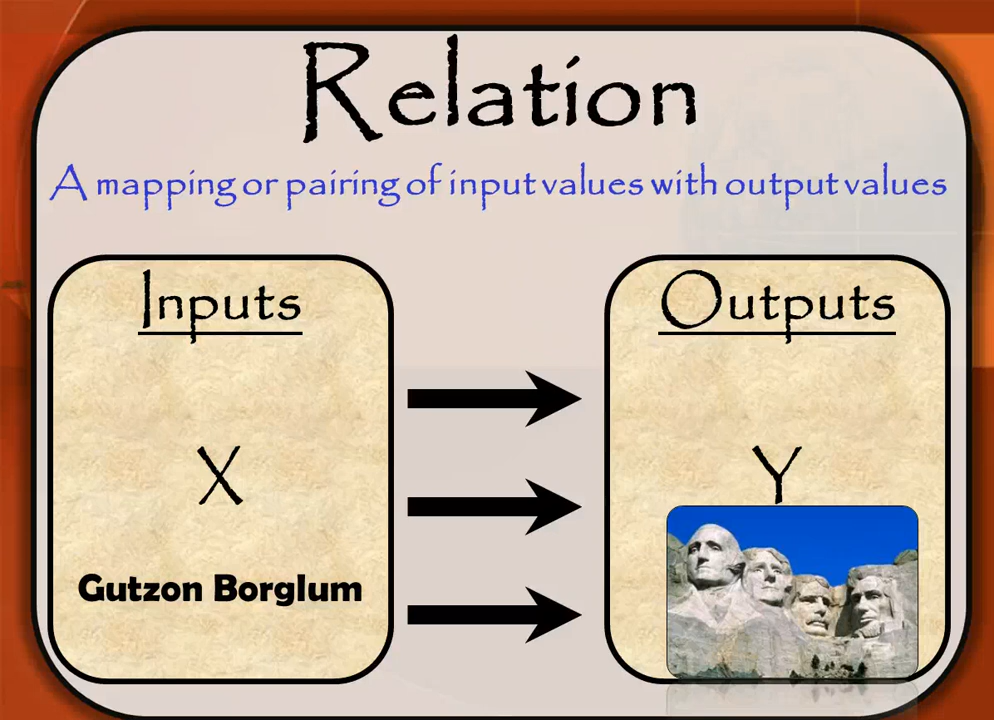 Relation
A mapping or pairing of input values with output values
Inputs
Outputs
X
Y
Gutzon Borglum